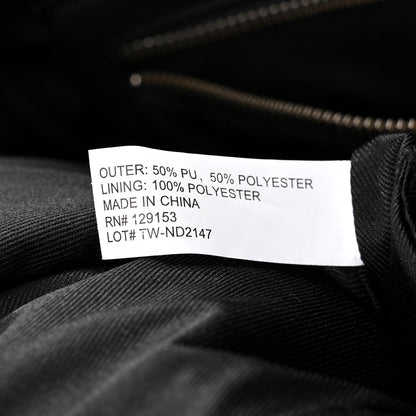 OUTER: 50% PU, 50% POLYESTER
LINING: 100% POLYESTER
MADE IN CHINA
RN# 129153
LOT# TW-ND2147